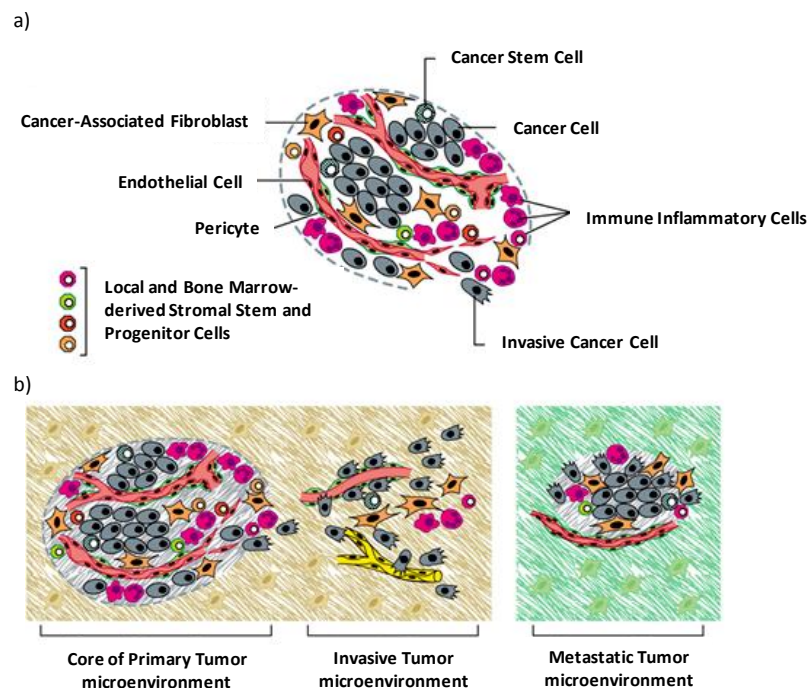 a)
Cancer Stem Cell
Cancer-Associated Fibroblast
Cancer Cell
Endothelial Cell
Pericyte
Immune Inflammatory Cells
Local and Bone Marrow-
derived Stromal Stem and
Progenitor Cells
Invasive Cancer Cell
b)
Core of Primary Tumor
microenvironment
Invasive Tumor
microenvironment
Metastatic Tumor
microenvironment